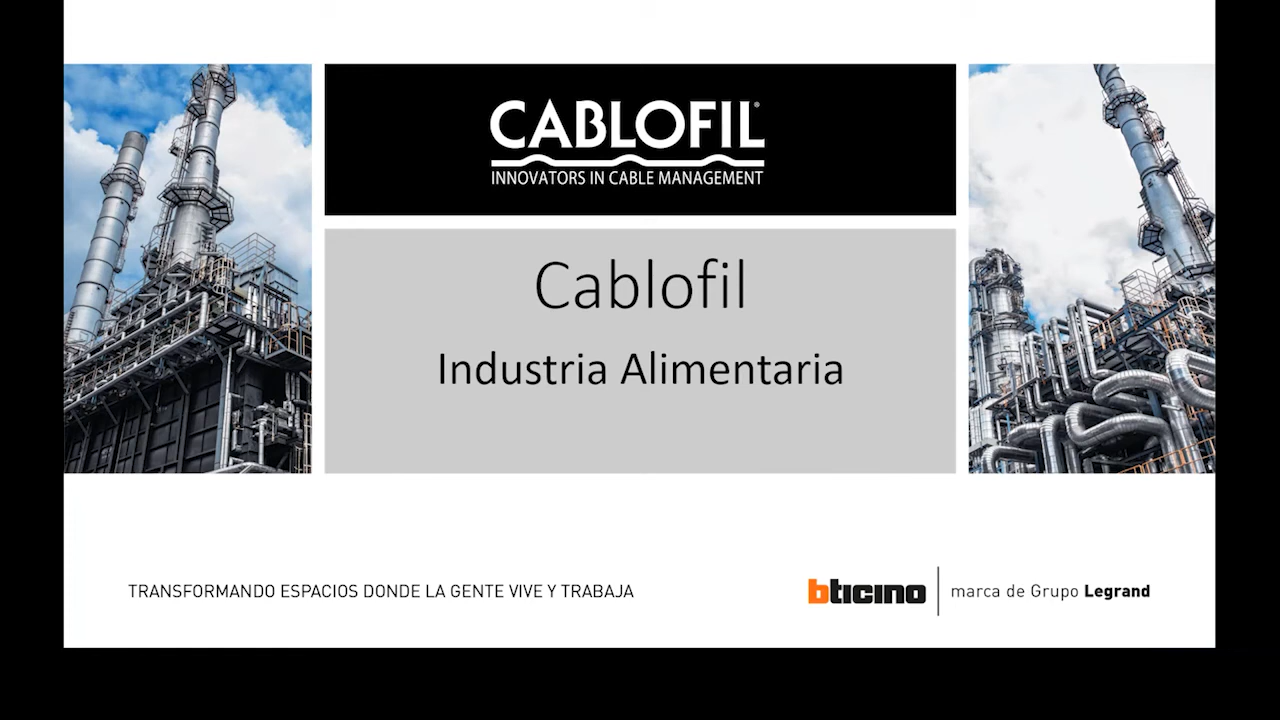 CABLOFIL®
INNOVATORS IN CABLE MANAGEMENT
Cablofil
Industria Alimentaria
TRANSFORMANDO ESPACIOS DONDE LA GENTE VIVE Y TRABAJA
bticino
marca de Grupo Legrand